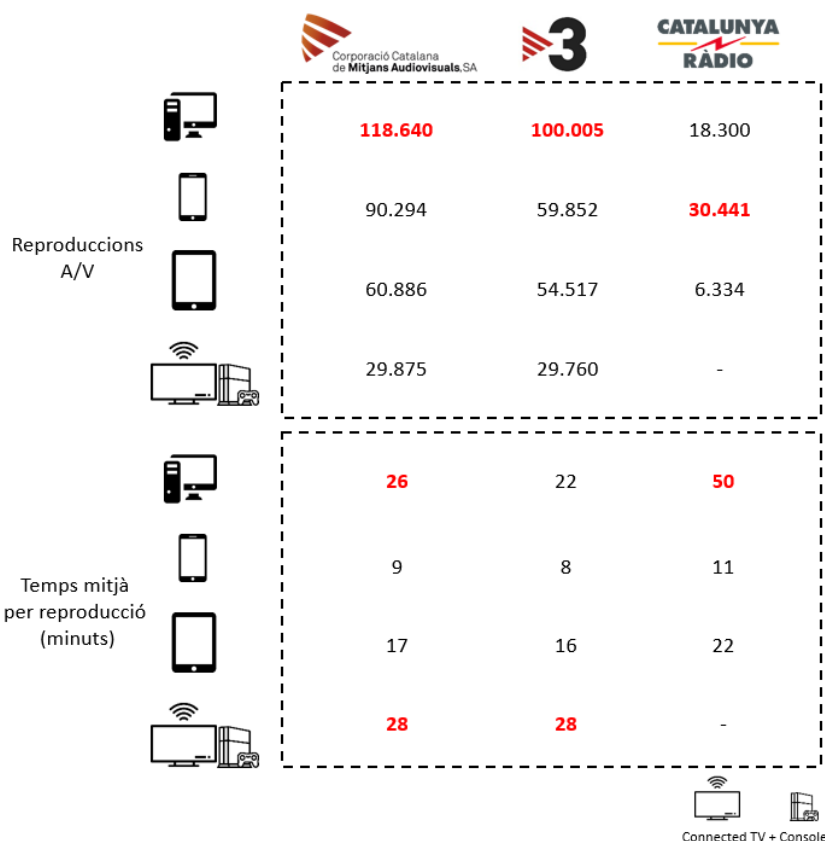 Corporació Catalana
de Mitjans Audiovisuals, SA
3
CATALUNYA
RÀDIO
118.640 100.005 18.300
90.294 59.852 30.441
Reproduccions
A/V
60.886 54.517 6.334
29.875 29.760 -
26 22 50
9 8 11
Temps mitjà
per reproducció
(minuts)
17 16 22
28 28 -
Connected TV + Console